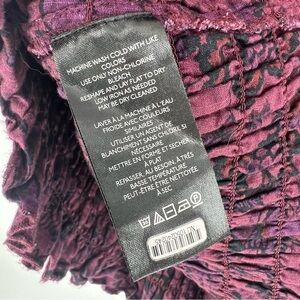 MACHINE WASH COLD WITH LIKE
COLORS
USE ONLY NON-CHLORINE
BLEACH
RESHAPE AND LAY FLAT TO DRY
LOW IRON AS NEEDED
MAY BE DRY CLEANED
LAVER À LA MACHINE À L'EAU
FROIDE AVEC COULEURS
SIMILAIRES
UTILISER UN AGENT DE
BLANCHIMENT SANS CHLORE SI
NÉCESSAIRE
METTRE EN FORME ET SÉCHER
À PLAT
REPASSER, AU BESOIN, À
BASSE TEMPÉRATURE
PEUT-ÊTRE ÊTRE NETTOYÉE
À SEC